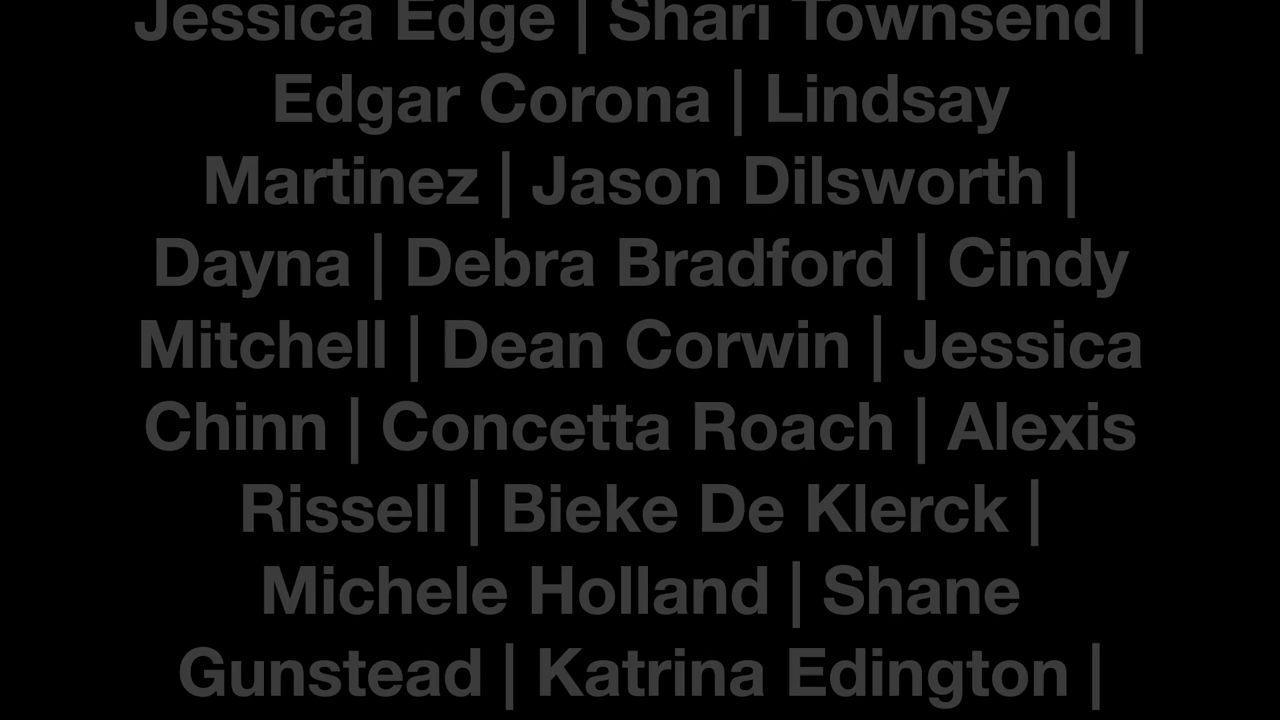 Jessica Edge | Shari Townsend |
Edgar Corona | Lindsay
Martinez | Jason Dilsworth |
Dayna | Debra Bradford | Cindy
Mitchell | Dean Corwin | Jessica
Chinn | Concetta Roach | Alexis
Rissell | Bieke De Klerck |
Michele Holland | Shane
Gunstead | Katrina Edington |